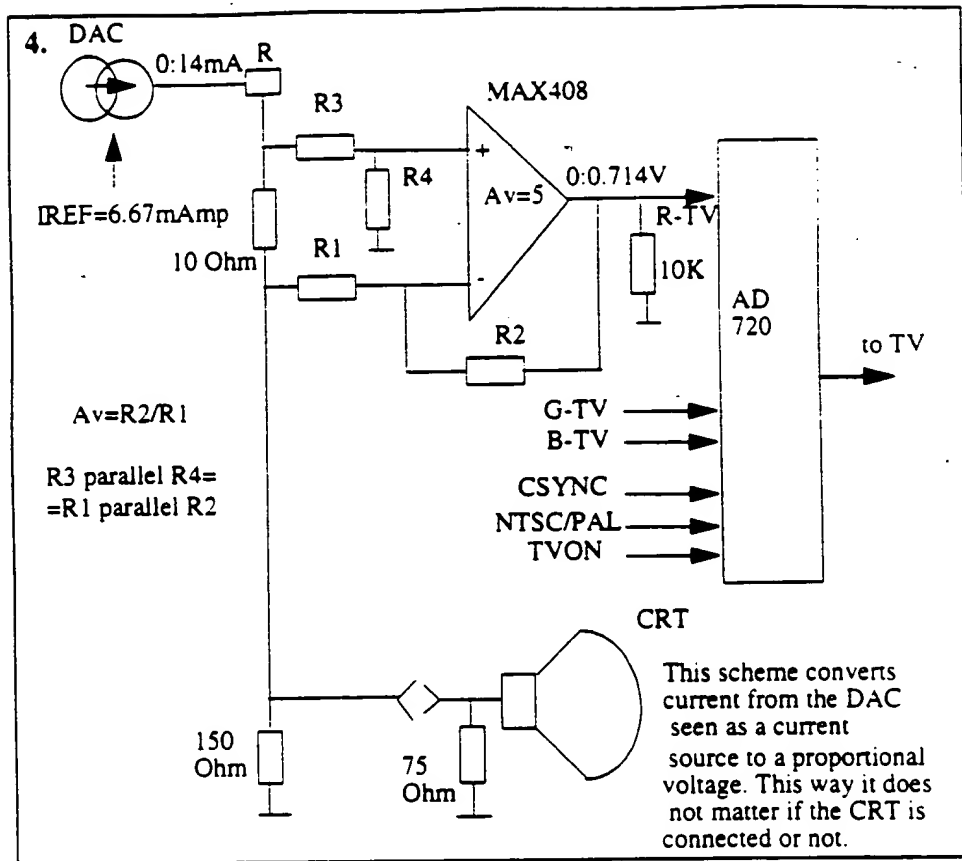 4. DAC
0:14mA
R
MAX408
R3
+
R4
Av=5
0:0.714V
R-TV
IREF=6.67mAmp
10 Ohm
R1
-
10K
AD
720
R2
to TV
Av=R2/R1
G-TV
B-TV
R3 parallel R4=
=R1 parallel R2
CSYNC
NTSC/PAL
TVON
CRT
This scheme converts
current from the DAC
seen as a current
source to a proportional
voltage. This way it does
not matter if the CRT is
connected or not.
150
Ohm
75
Ohm